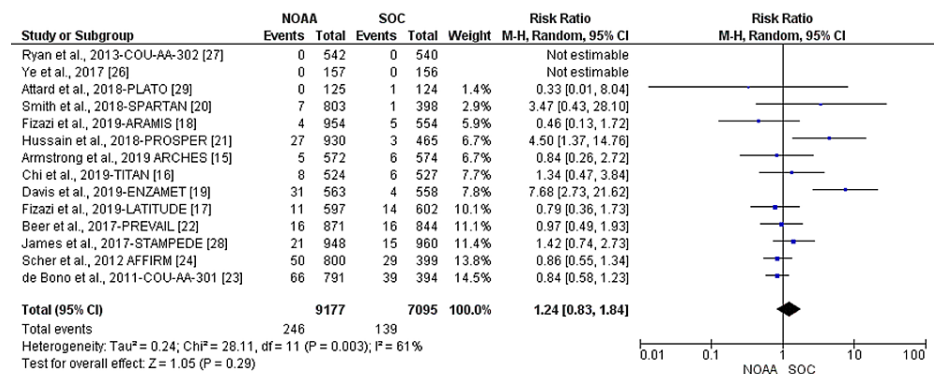 NOAA SOC Risk Ratio Risk Ratio
Study or Subgroup Events Total Events Total Weight M-H, Random, 95% CI M-H, Random, 95% CI
Ryan et al., 2013-COU-AA-302 [27] 0 542 0 540 Not estimable
Ye et al., 2017 [26] 0 157 0 156 Not estimable
Attard et al., 2018-PLATO [29] 0 125 1 124 1.4% 0.33 [0.01, 8.04]
Smith et al., 2018-SPARTAN [20] 7 803 1 398 2.9% 3.47 [0.43, 28.10]
Fizazi et al., 2019-ARAMIS [18] 4 954 5 554 5.9% 0.46 [0.13, 1.72]
Hussain et al., 2018-PROSPER [21] 27 930 3 465 6.7% 4.50 [1.37, 14.76]
Armstrong et al., 2019 ARCHES [15] 5 572 6 574 6.7% 0.84 [0.26, 2.72]
Chi et al., 2019-TITAN [16] 8 524 6 527 7.7% 1.34 [0.47, 3.84]
Davis et al., 2019-ENZAMET [19] 31 563 4 558 7.8% 7.68 [2.73, 21.62]
Fizazi et al., 2019-LATITUDE [17] 11 597 14 602 10.1% 0.79 [0.36, 1.73]
Beer et al., 2017-PREVAIL [22] 16 871 16 844 11.1% 0.97 [0.49, 1.93]
James et al., 2017-STAMPEDE [28] 21 948 15 960 11.4% 1.42 [0.74, 2.73]
Scher et al., 2012 AFFIRM [24] 50 800 29 399 13.8% 0.86 [0.55, 1.34]
de Bono et al., 2011-COU-AA-301 [23] 66 791 39 394 14.5% 0.84 [0.58, 1.23]
Total (95% CI) 9177 7095 100.0% 1.24 [0.83, 1.84]
Total events 246 139
Heterogeneity: Tau² = 0.24; Chi² = 28.11, df = 11 (P = 0.003); I² = 61%
Test for overall effect: Z = 1.05 (P = 0.29)
0.01 0.1 1 10 100
NOAA SOC